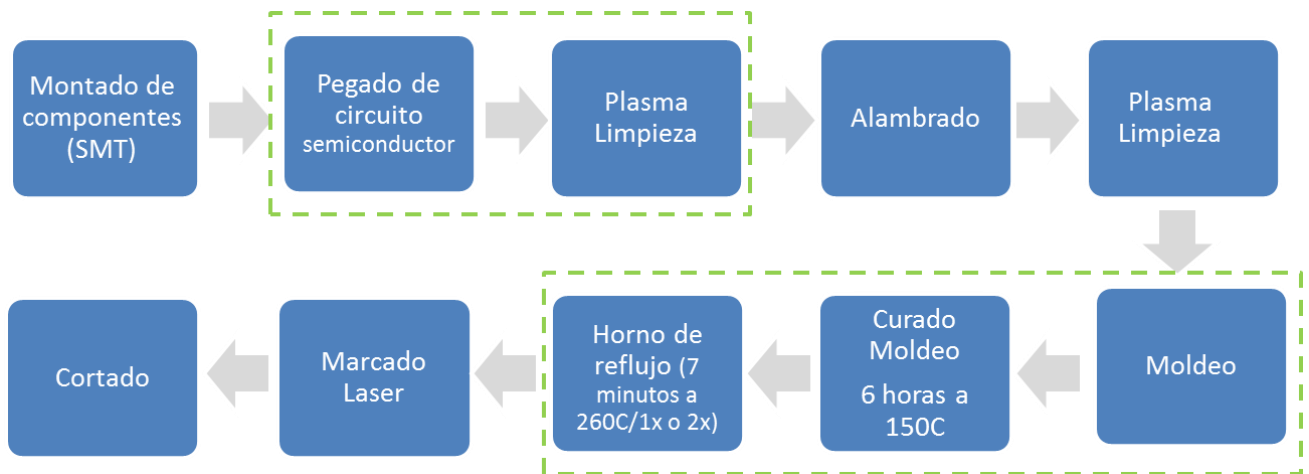 Montado de
componentes
(SMT)
Pegado de
circuito
semiconductor
Plasma
Limpieza
Alambrado
Plasma
Limpieza
Moldeo
Curado
Moldeo
6 horas a
150C
Horno de
reflujo (7
minutos a
260C/1x o 2x)
Marcado
Laser
Cortado